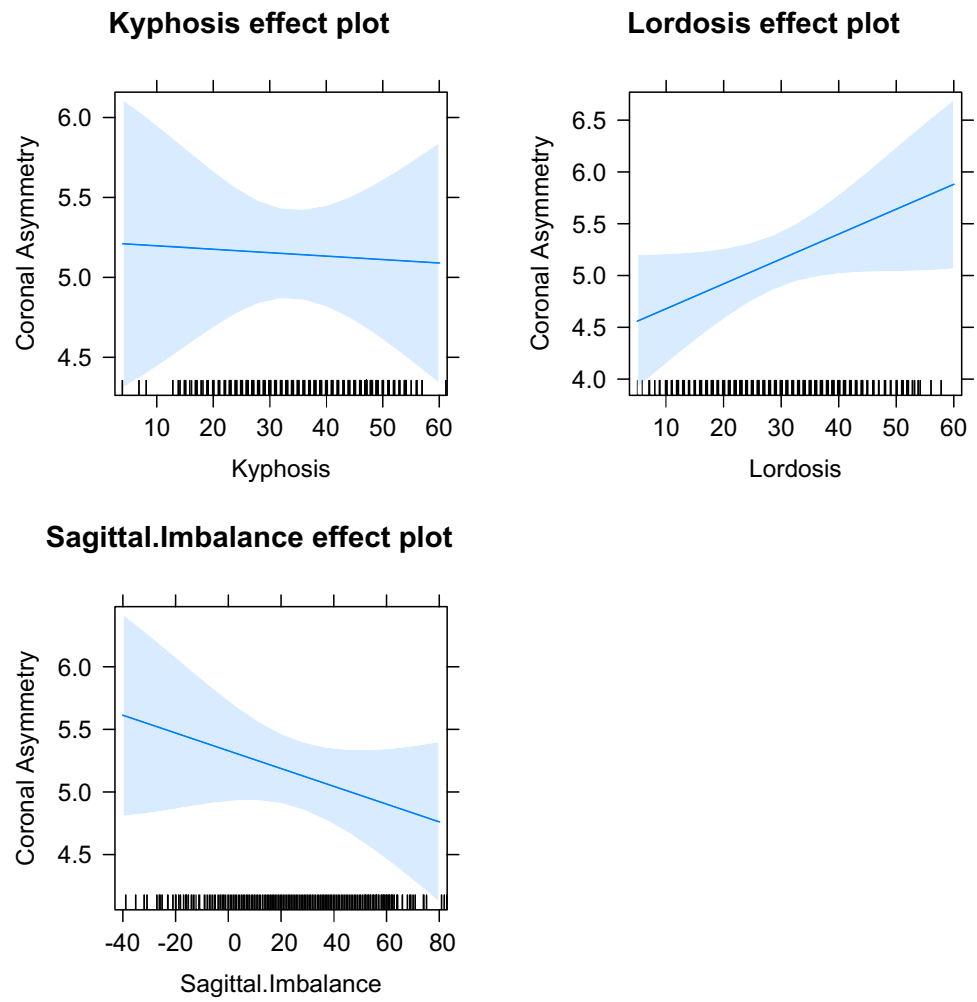 Kyphosis effect plot
Coronal Asymmetry
6.0
5.5
5.0
4.5
10 20 30 40 50 60
Kyphosis
Lordosis effect plot
Coronal Asymmetry
6.5
6.0
5.5
5.0
4.5
4.0
10 20 30 40 50 60
Lordosis
Sagittal.Imbalance effect plot
Coronal Asymmetry
6.0
5.5
5.0
4.5
-40 -20 0 20 40 60 80
Sagittal.Imbalance